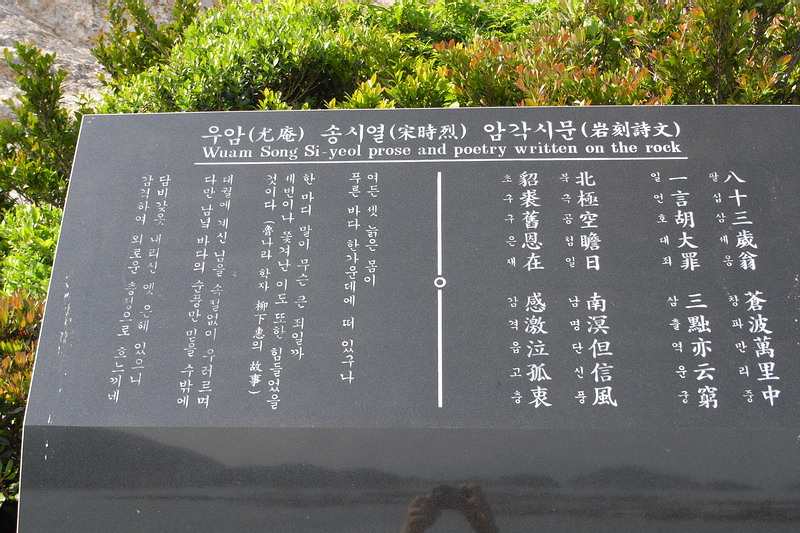 우암(尤庵) 송시열(宋時烈) 암각시문(岩刻詩文)
Wuam Song Si-yeol prose and poetry written on the rock
八十三歲翁 蒼波萬里中
팔십삼세옹 창파만리중
一言胡大罪 三黜亦云窮
일언호대죄 삼출역운궁
北極空瞻日 南溟但信風
북극공첨일 남명단신풍
貂裘舊恩在 感激泣孤衷
초구구은재 감격읍고충
여든 셋 늙은 몸이
푸른 바다 한가운데에 떠 있구나
한 마디 말이 무슨 큰 죄일까
세 번이나 쫓겨난 이도 또한 힘들었을
것이다 (魯나라 학자 柳下惠의 故事)
대궐에 계신 님을 속절없이 우러르며
다만 남녘 바다의 순풍만 믿을 수밖에
담비갖옷 내리신 옛 은혜 있으니
감격하여 외로운 충정으로 흐느끼네